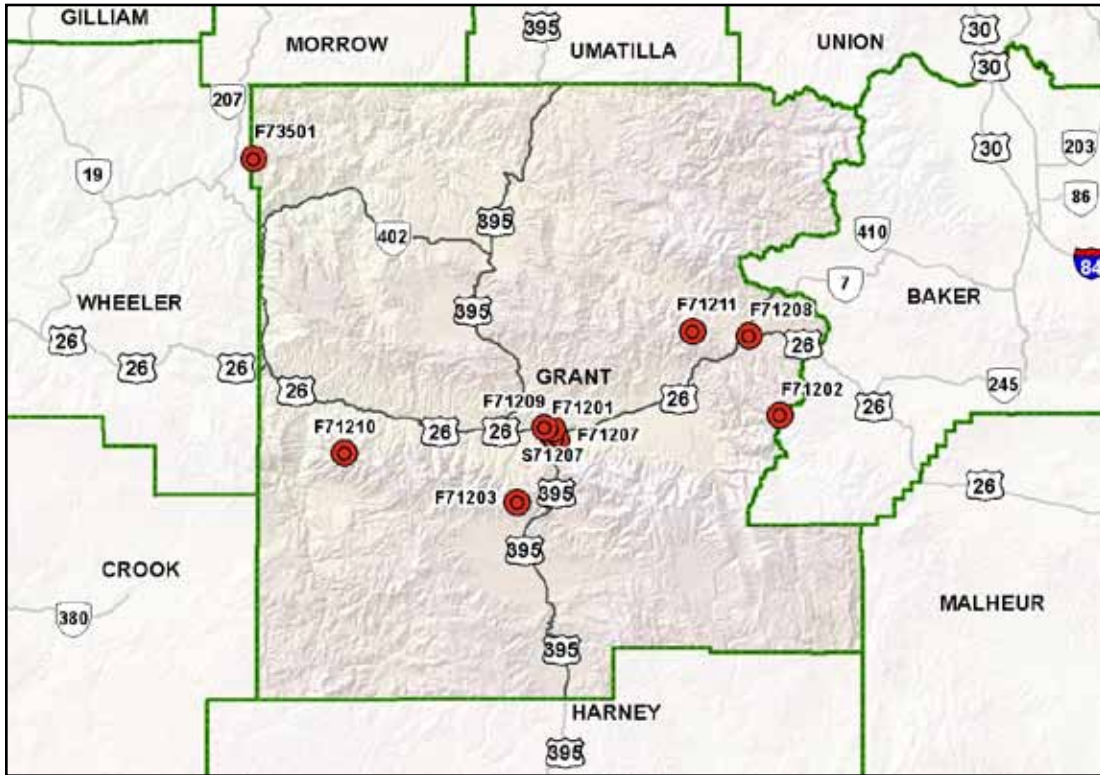 GILLIAM
MORROW
395
UMATILLA
UNION
30
30
207
F73501
30
203
19
86
395
402
410
84
7
WHEELER
395
F71211
F71208
BAKER
26
26
26
26
GRANT
26
F71202
245
26
F71209
F71201
26
F71210
26
26
F71207
S71207
26
F71203
395
395
CROOK
MALHEUR
380
395
HARNEY
395